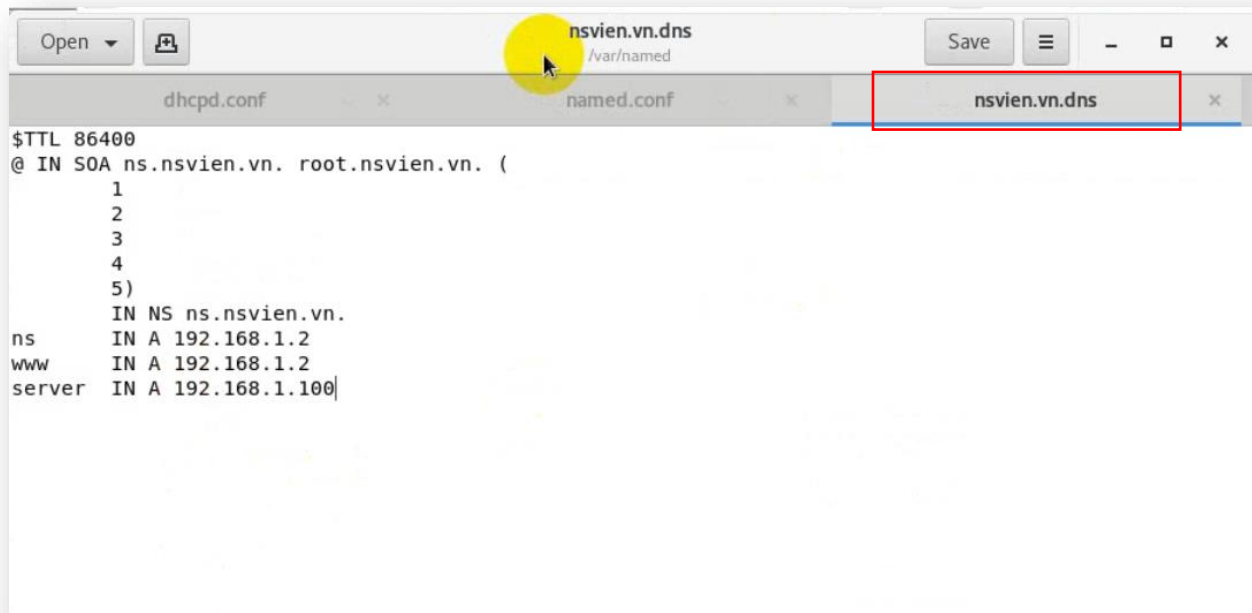 Open
nsvien.vn.dns
/var/named
Save
dhcpd.conf
named.conf
nsvien.vn.dns
$TTL 86400
@ IN SOA ns.nsvien.vn. root.nsvien.vn. (
1
2
3
4
5)
IN NS ns.nsvien.vn.
ns IN A 192.168.1.2
www IN A 192.168.1.2
server IN A 192.168.1.100